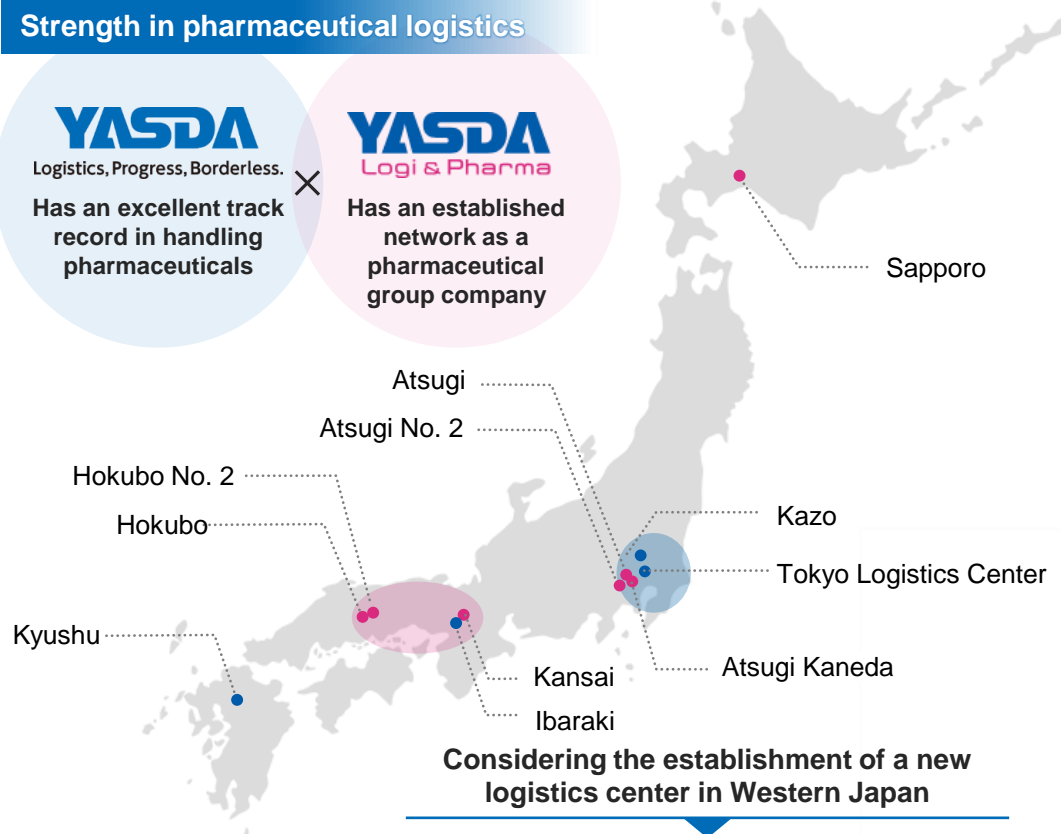 Strength in pharmaceutical logistics
YASDA
Logistics, Progress, Borderless.
Has an excellent track
record in handling
pharmaceuticals
×
YASDA
Logi & Pharma
Has an established
network as a
pharmaceutical
group company
Sapporo
Atsugi
Atsugi No. 2
Hokubo No. 2
Hokubo
Kazo
Tokyo Logistics Center
Kyushu
Atsugi Kaneda
Kansai
Ibaraki
Considering the establishment of a new
logistics center in Western Japan